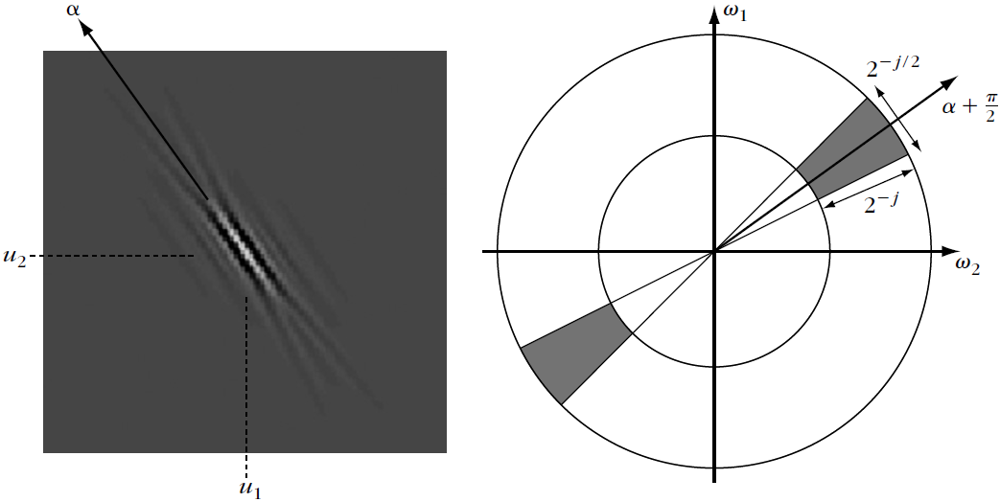 α
u₂
u₁
ω₁
2^{-j/2}
α + π/2
2^{-j}
ω₂